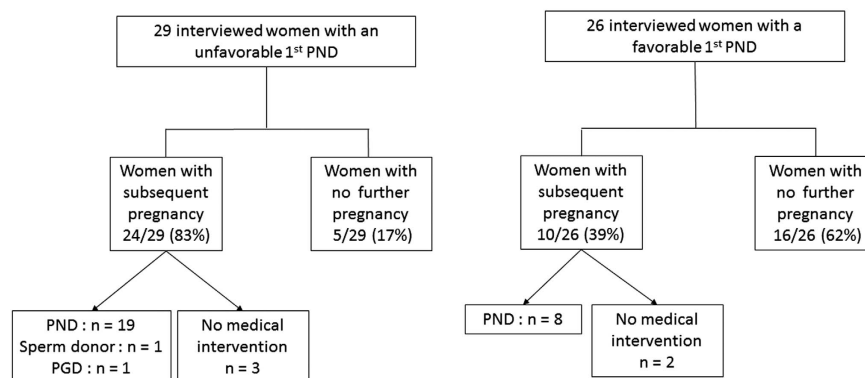 29 interviewed women with an
unfavorable 1st PND
26 interviewed women with a
favorable 1st PND
Women with
subsequent
pregnancy
24/29 (83%)
Women with
no further
pregnancy
5/29 (17%)
Women with
subsequent
pregnancy
10/26 (39%)
Women with
no further
pregnancy
16/26 (62%)
PND : n = 19
Sperm donor : n = 1
PGD : n = 1
No medical
intervention
n = 3
PND : n = 8
No medical
intervention
n = 2